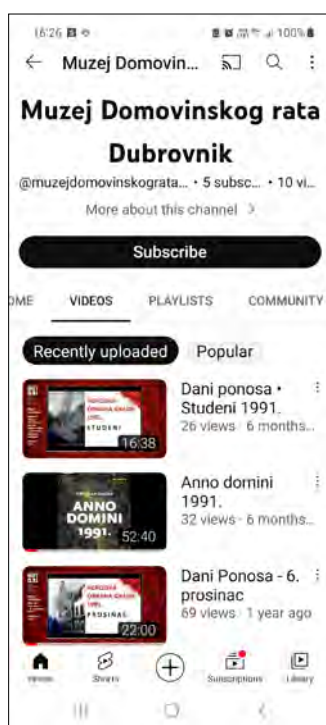 16:26
100%
Muzej Domovin...
Muzej Domovinskog rata
Dubrovnik
@muzejdomovinskograta... • 5 subsc... • 10 vi...
More about this channel
Subscribe
OME VIDEOS PLAYLISTS COMMUNITY
Recently uploaded Popular
STUDENI
16:38
Dani ponosa •
Studeni 1991.
26 views · 6 months...
ANNO
DOMINI
1991.
52:40
Anno domini
1991.
32 views · 6 months...
PROSINAC
22:00
Dani Ponosa - 6.
prosinac
69 views · 1 year ago
Shorts
Subscriptions
Library